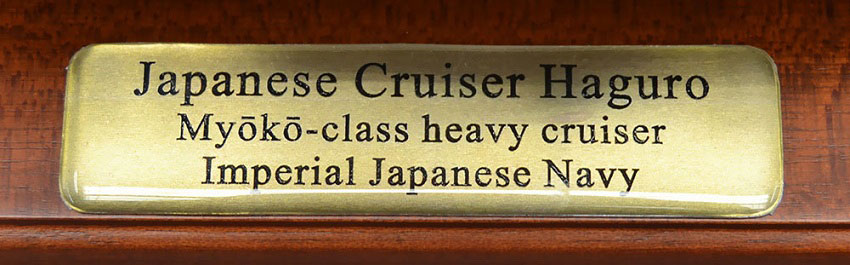 Japanese Cruiser Haguro
Myōkō-class heavy cruiser
Imperial Japanese Navy